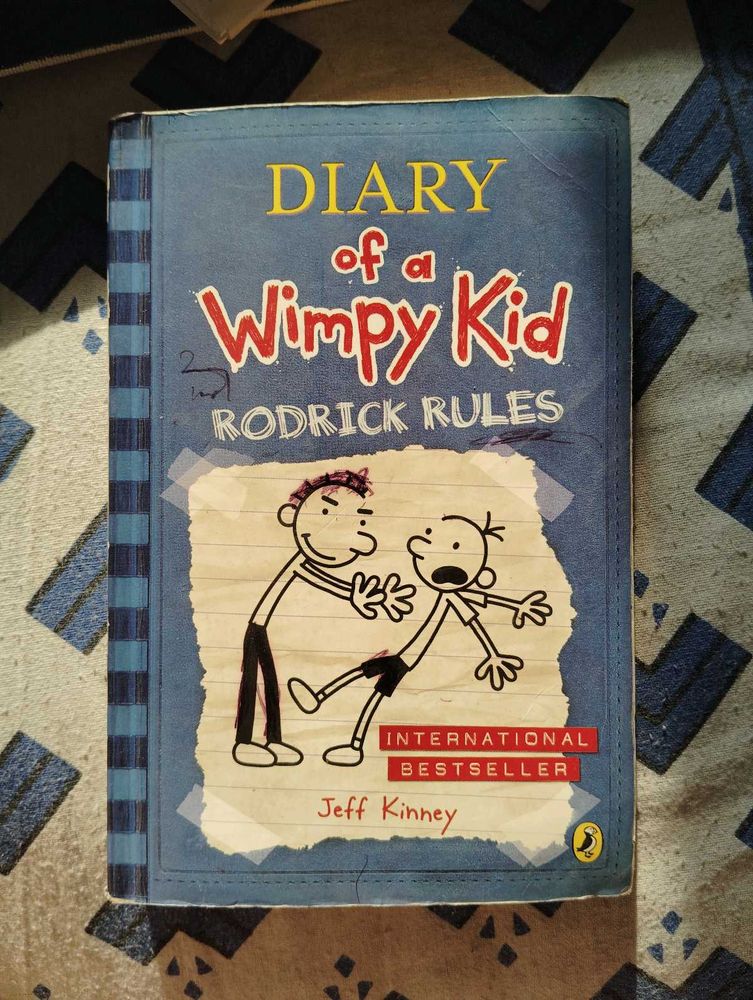 DIARY
of a
Wimpy Kid
RODRICK RULES
INTERNATIONAL
BESTSELLER
Jeff Kinney